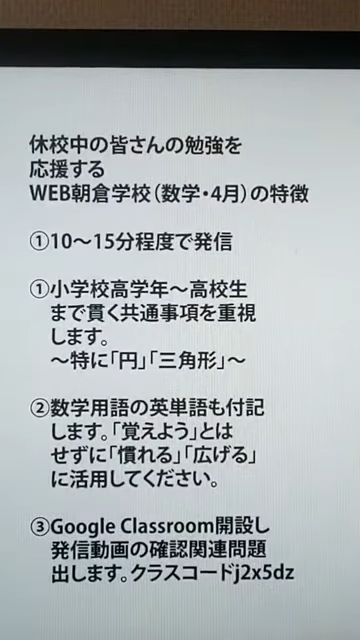 休校中の皆さんの勉強を
応援する
WEB朝倉学校（数学・4月）の特徴
①10～15分程度で発信
①小学校高学年～高校生
まで貫く共通事項を重視
します。
～特に「円」「三角形」～
②数学用語の英単語も付記
します。「覚えよう」とは
せずに「慣れる」「広げる」
に活用してください。
③Google Classroom開設し
発信動画の確認関連問題
出します。クラスコードj2x5dz